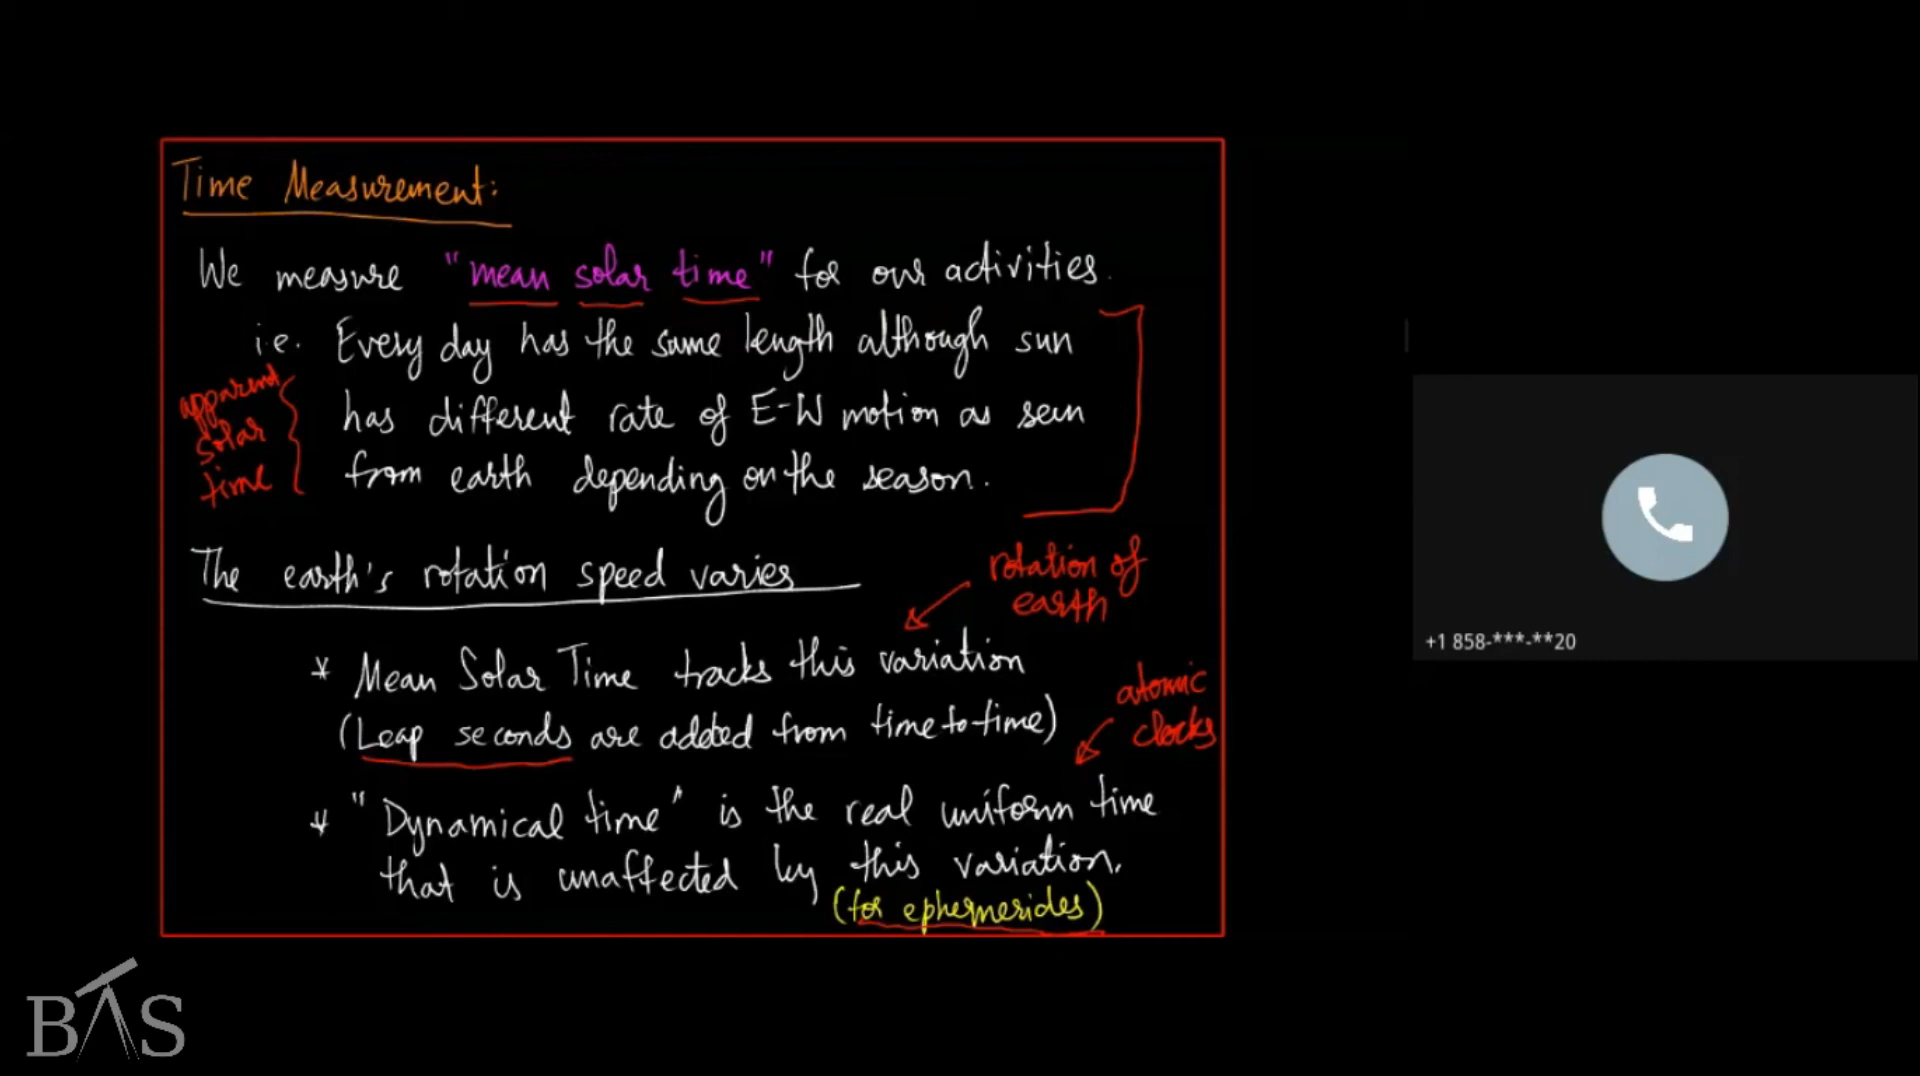 Time Measurement:
We measure "mean solar time" for our activities.
i.e. Every day has the same length although sun
has different rate of E-W motion as seen
from earth depending on the season.
apparent
solar
time
The earth's rotation speed varies
rotation of
earth
* Mean Solar Time tracks this variation
(Leap seconds are added from time to time)
atomic
clocks
* "Dynamical time" is the real uniform time
that is unaffected by this variation.
(for ephemerides)
+1 858-***-**20
BAS